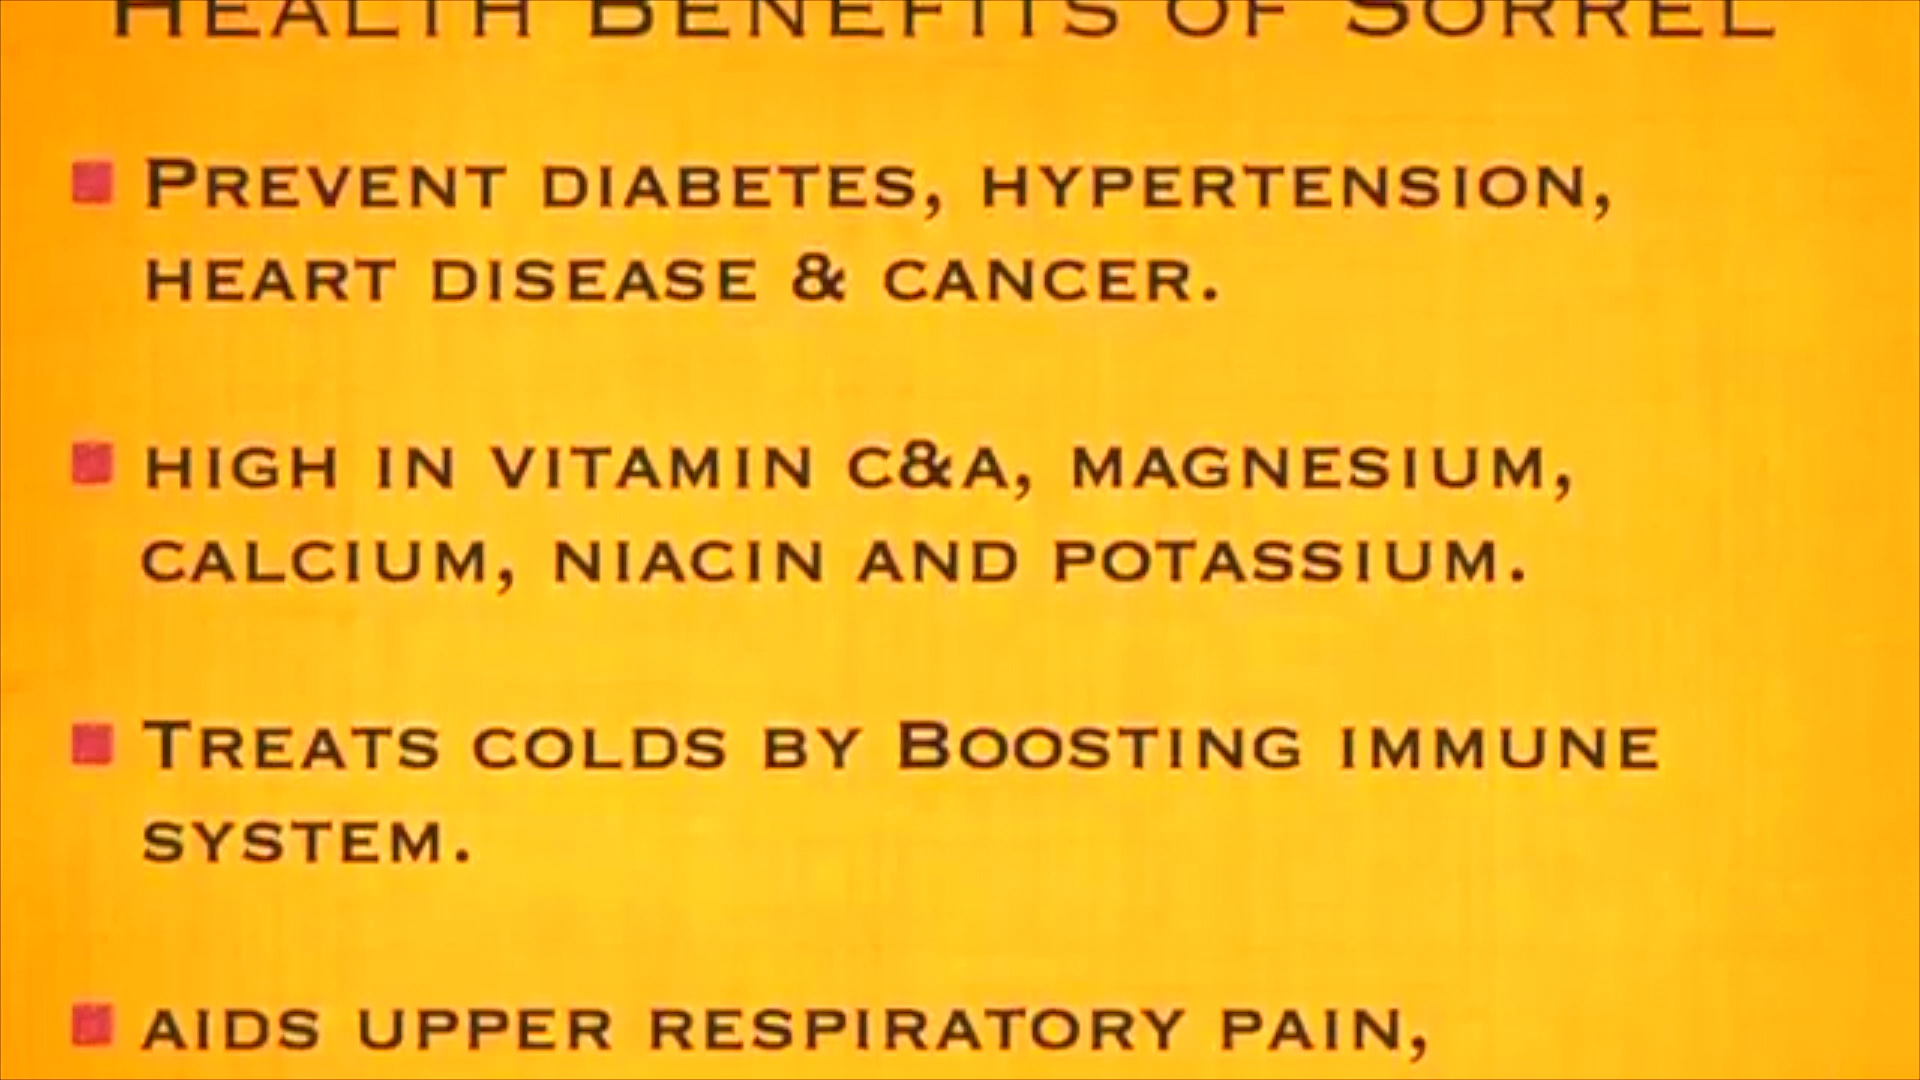 Health Benefits of Sorrel
Prevent diabetes, hypertension,
heart disease & cancer.
high in vitamin c&a, magnesium,
calcium, niacin and potassium.
Treats colds by Boosting immune
system.
aids upper respiratory pain,